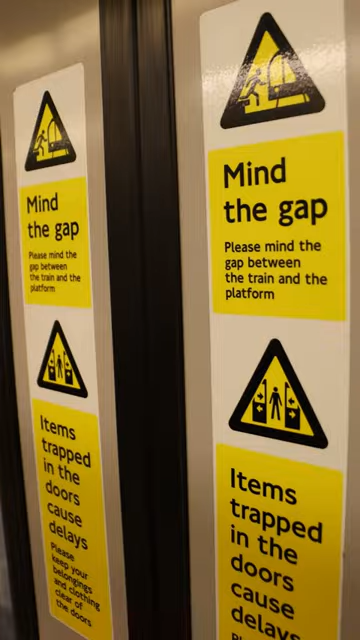 Mind
the gap
Please mind the
gap between
the train and the
platform
Items
trapped
in the
doors
cause
delays
Please
keep your
belongings
and clothing
clear of
the doors
Mind
the gap
Please mind the
gap between
the train and the
platform
Items
trapped
in the
doors
cause
delays